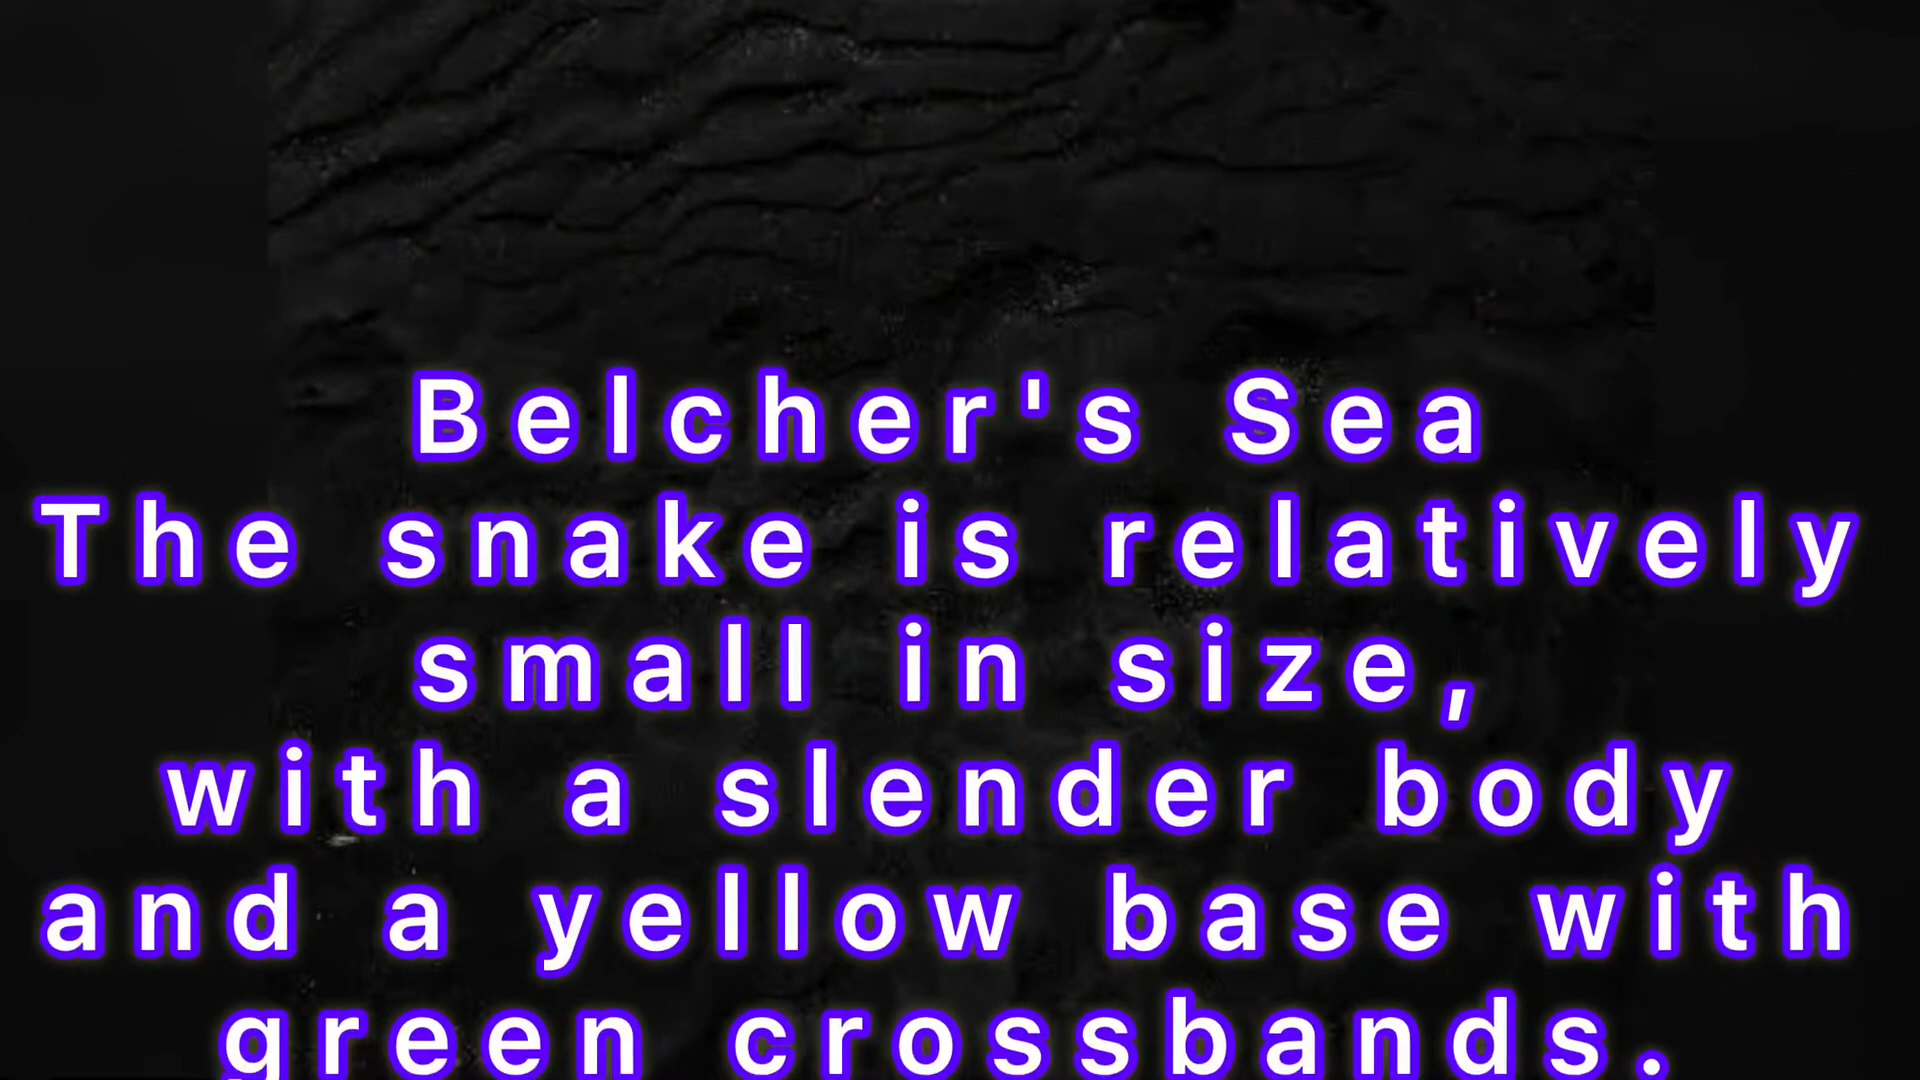 Belcher's Sea
The snake is relatively
small in size,
with a slender body
and a yellow base with
green crossbands.